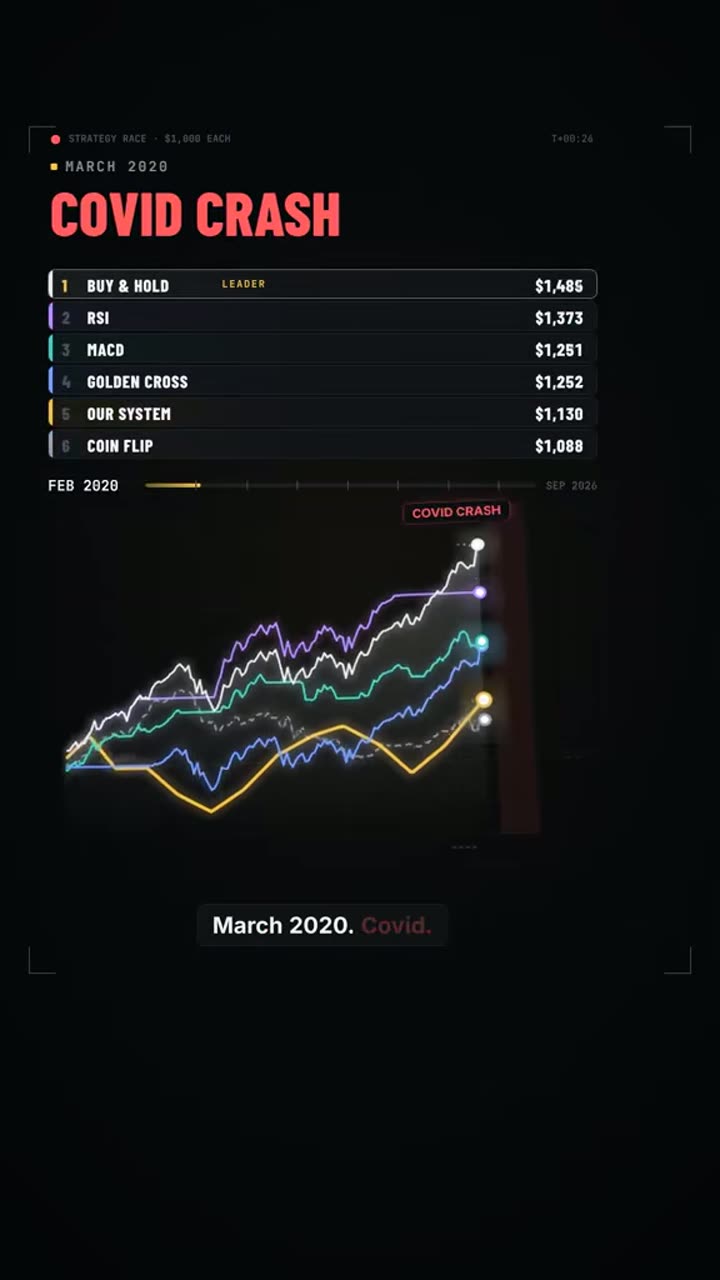 STRATEGY RACE · $1,000 EACH T+00:26
MARCH 2020
COVID CRASH
1 BUY & HOLD LEADER $1,485
2 RSI $1,373
3 MACD $1,251
4 GOLDEN CROSS $1,252
5 OUR SYSTEM $1,130
6 COIN FLIP $1,088
FEB 2020 SEP 2026
COVID CRASH
March 2020. Covid.